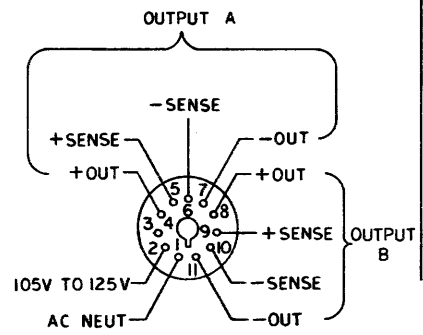 OUTPUT A
-SENSE
+SENSE
-OUT
+OUT
+OUT
5
6
7
4
8
3
9
+SENSE
OUTPUT
B
2
1
10
11
105V TO 125V
-SENSE
AC NEUT
-OUT